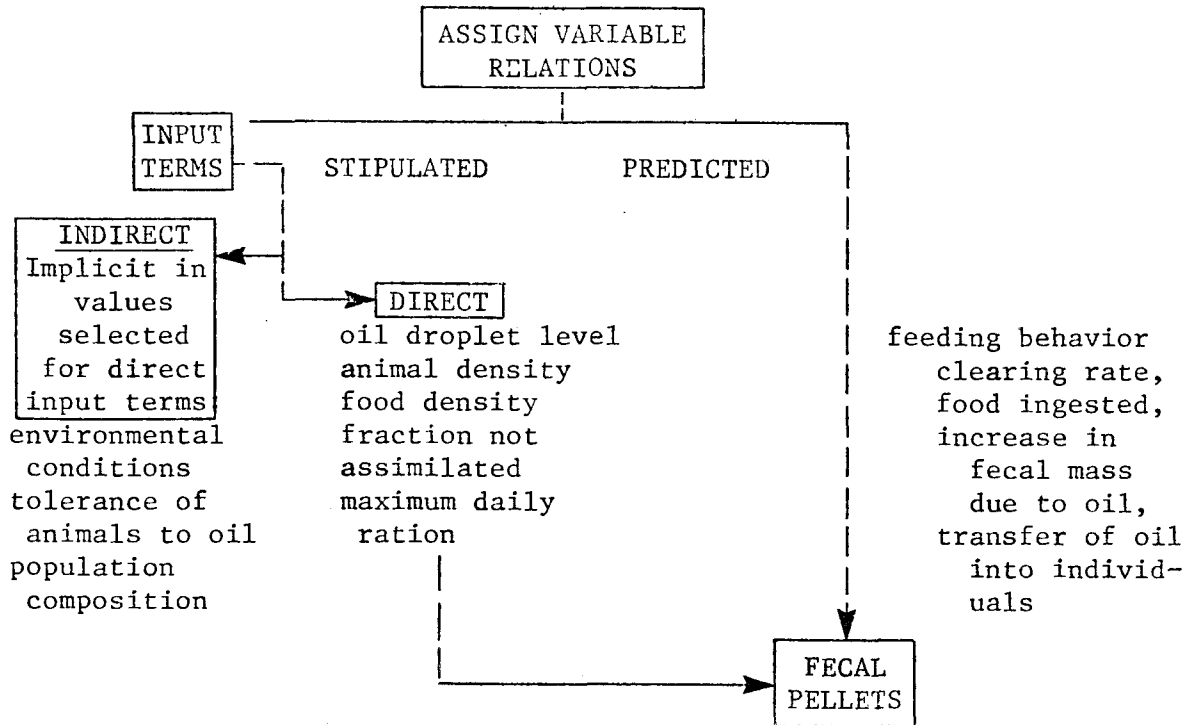 ASSIGN VARIABLE
RELATIONS
INPUT
TERMS
STIPULATED
PREDICTED
INDIRECT
Implicit in
values
selected
for direct
input terms
environmental
conditions
tolerance of
animals to oil
population
composition
DIRECT
oil droplet level
animal density
food density
fraction not
assimilated
maximum daily
ration
feeding behavior
clearing rate,
food ingested,
increase in
fecal mass
due to oil,
transfer of oil
into individ-
uals
FECAL
PELLETS